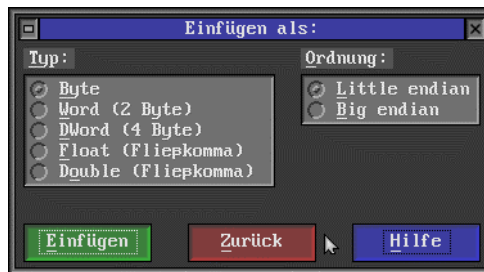 Einfügen als:
Typ: Ordnung:
Byte Little endian
Word (2 Byte) Big endian
DWord (4 Byte)
Float (Fließkomma)
Double (Fließkomma)
Einfügen Zurück Hilfe